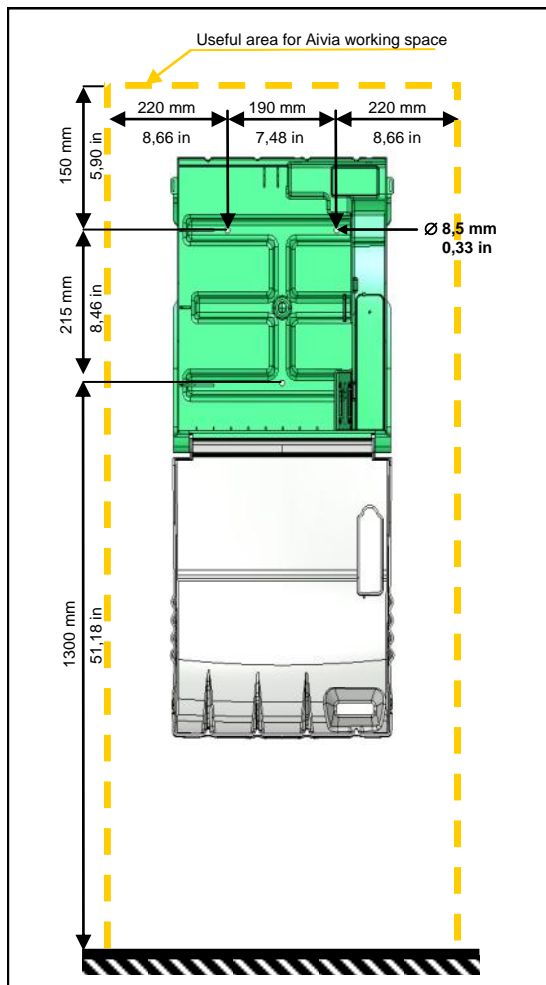 Useful area for Aivia working space
220 mm
190 mm
220 mm
8,66 in
7,48 in
8,66 in
150 mm
5,90 in
Ø 8,5 mm
0,33 in
215 mm
8,46 in
1300 mm
51,18 in